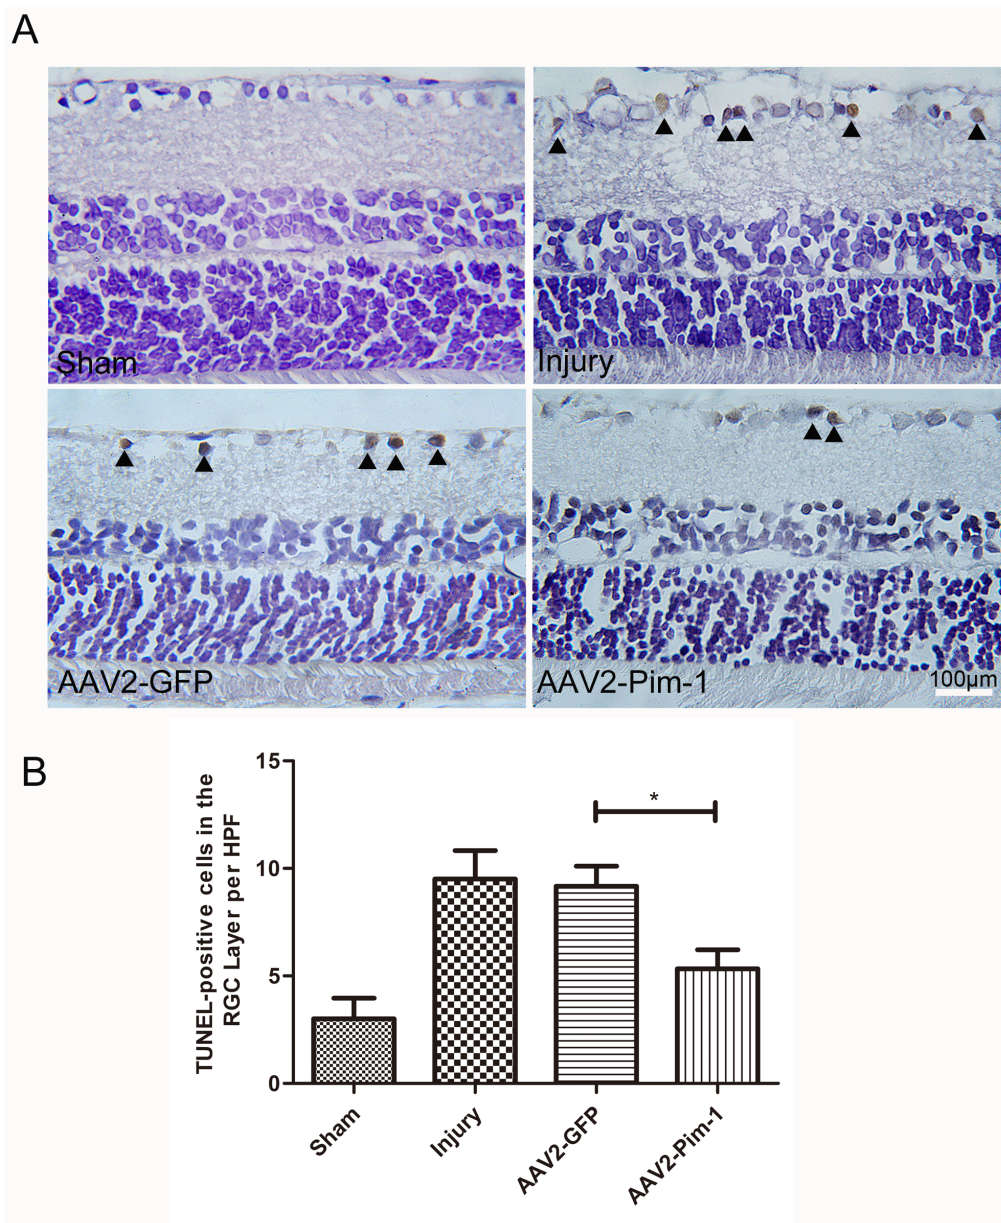 A
Sham
Injury
AAV2-GFP
AAV2-Pim-1
100μm
B
TUNEL-positive cells in the
RGC Layer per HPF
15
10
5
0
*
Sham
Injury
AAV2-GFP
AAV2-Pim-1